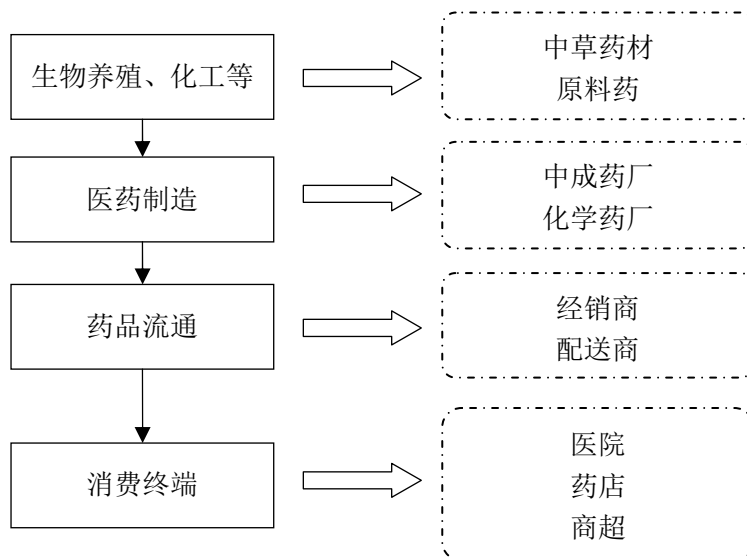 生物养殖、化工等
中草药材
原料药
医药制造
中成药厂
化学药厂
药品流通
经销商
配送商
消费终端
医院
药店
商超